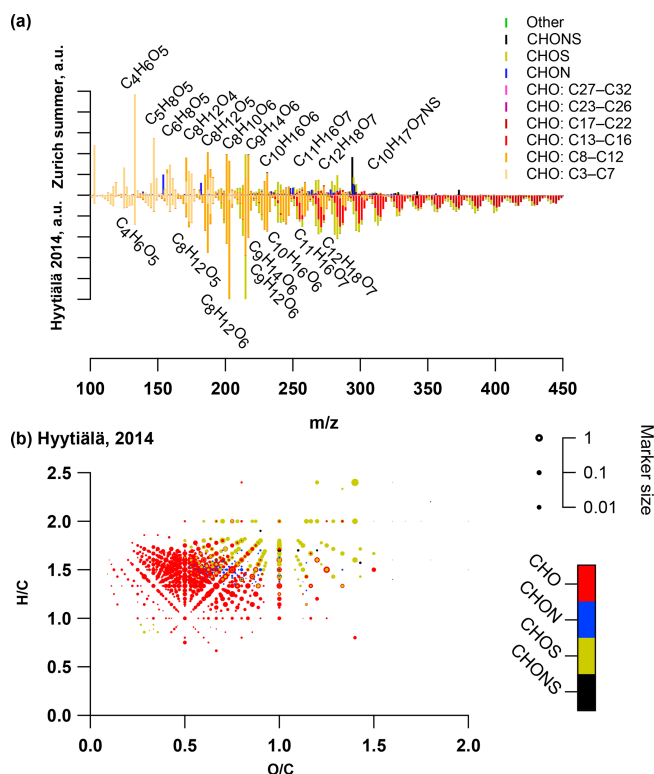 (a)
Zurich summer, a.u.
Hyytiälä 2014, a.u.
C4H6O5
C5H8O5
C6H8O5
C8H12O4
C8H12O5
C8H10O6
C9H14O6
C10H16O6
C11H16O7
C12H18O7
C10H17O7NS
Other
CHONS
CHOS
CHON
CHO: C27–C32
CHO: C23–C26
CHO: C17–C22
CHO: C13–C16
CHO: C8–C12
CHO: C3–C7
C4H6O5
C8H12O5
C8H12O6
C9H14O6
C9H12O6
C10H16O6
C11H16O7
C12H18O7
100 150 200 250 300 350 400 450
m/z
(b) Hyytiälä, 2014
Marker size
1
0.1
0.01
2.5
2.0
1.5
1.0
0.5
0.0
H/C
0.0 0.5 1.0 1.5 2.0
O/C
CHO
CHON
CHOS
CHONS